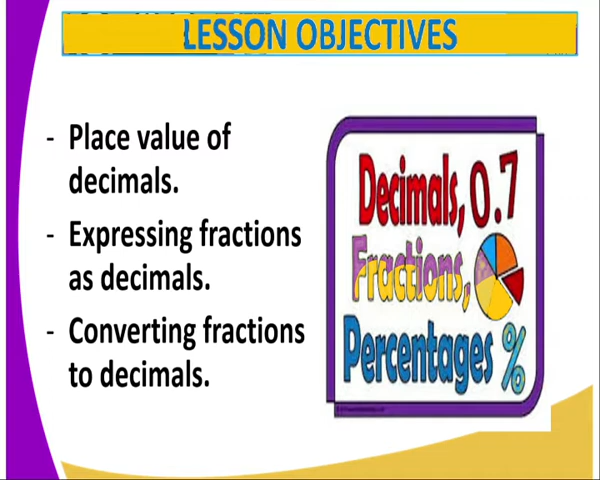 LESSON OBJECTIVES
- Place value of
decimals.
- Expressing fractions
as decimals.
- Converting fractions
to decimals.
Decimals, 0.7
Fractions,
Percentages %